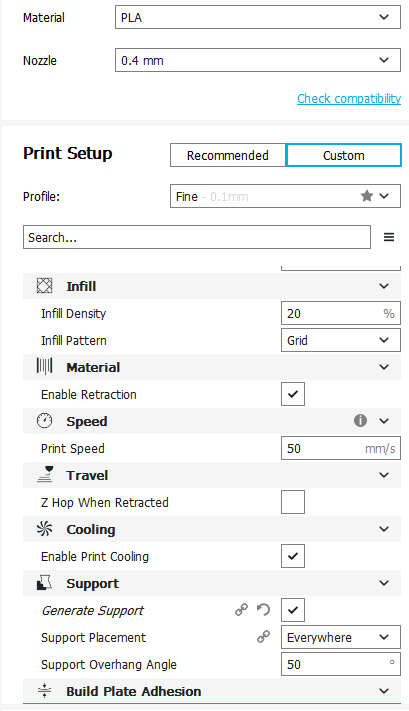 Material PLA
Nozzle 0.4 mm
Check compatibility
Print Setup Recommended Custom
Profile: Fine - 0.1mm
Search...
Infill
Infill Density 20 %
Infill Pattern Grid
Material
Enable Retraction
Speed
Print Speed 50 mm/s
Travel
Z Hop When Retracted
Cooling
Enable Print Cooling
Support
Generate Support
Support Placement Everywhere
Support Overhang Angle 50 °
Build Plate Adhesion